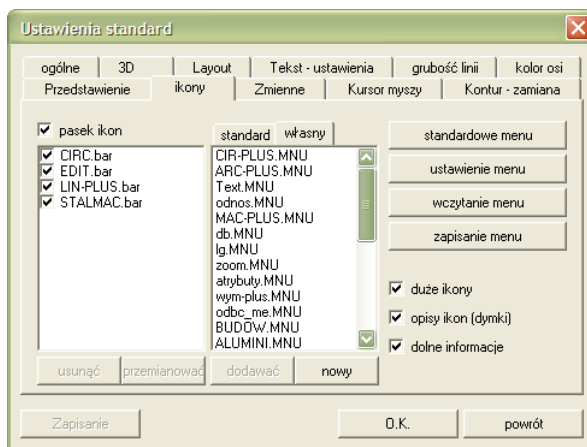 Ustawienia standard
ogólne 3D Layout Tekst - ustawienia grubość linii kolor osi
Przedstawienie ikony Zmienne Kursor myszy Kontur - zamiana
pasek ikon
CIRC.bar
EDIT.bar
LIN-PLUS.bar
STALMAC.bar
usunąć przemianować
standard własny
CIR-PLUS.MNU
ARC-PLUS.MNU
Text.MNU
odnos.MNU
MAC-PLUS.MNU
db.MNU
lg.MNU
zoom.MNU
atrybuty.MNU
wym-plus.MNU
odbc_me.MNU
BUDOW.MNU
ALUMINI.MNU
dodawać nowy
standardowe menu
ustawienie menu
wczytanie menu
zapisanie menu
duże ikony
opisy ikon (dymki)
dolne informacje
Zapisanie O.K. powrót